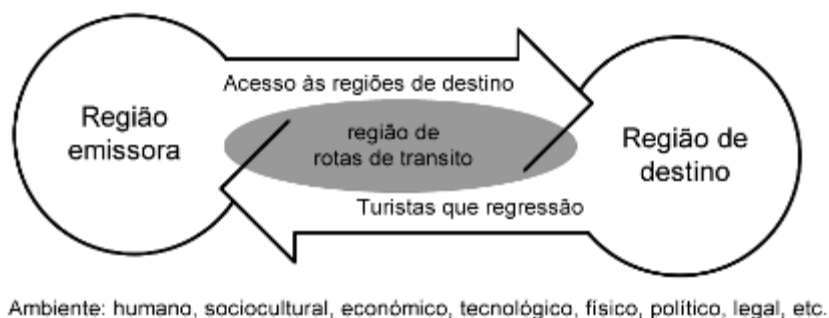 Acesso às regiões de destino
Região
emissora
região de
rotas de transito
Região de
destino
Turistas que regressão
Ambiente: humano, sociocultural, económico, tecnológico, físico, político, legal, etc.